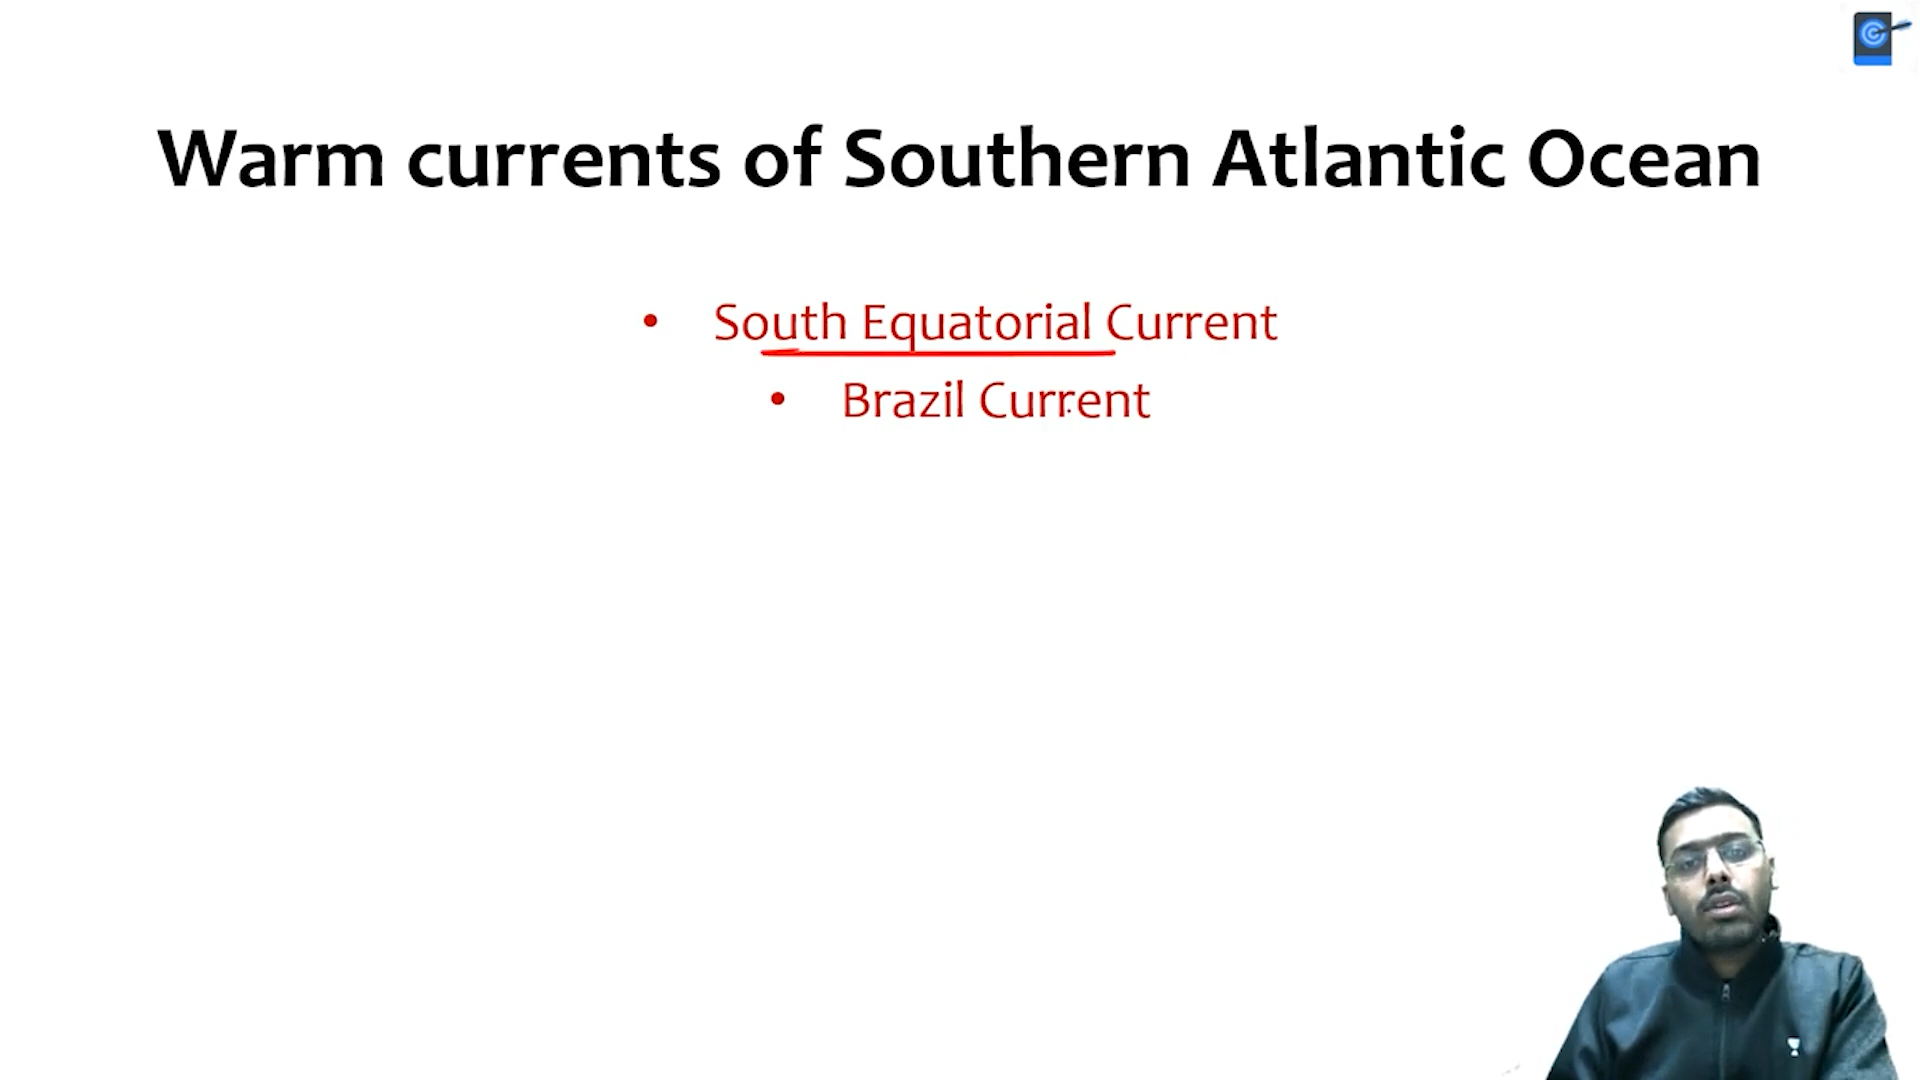 Warm currents of Southern Atlantic Ocean
• South Equatorial Current
• Brazil Current